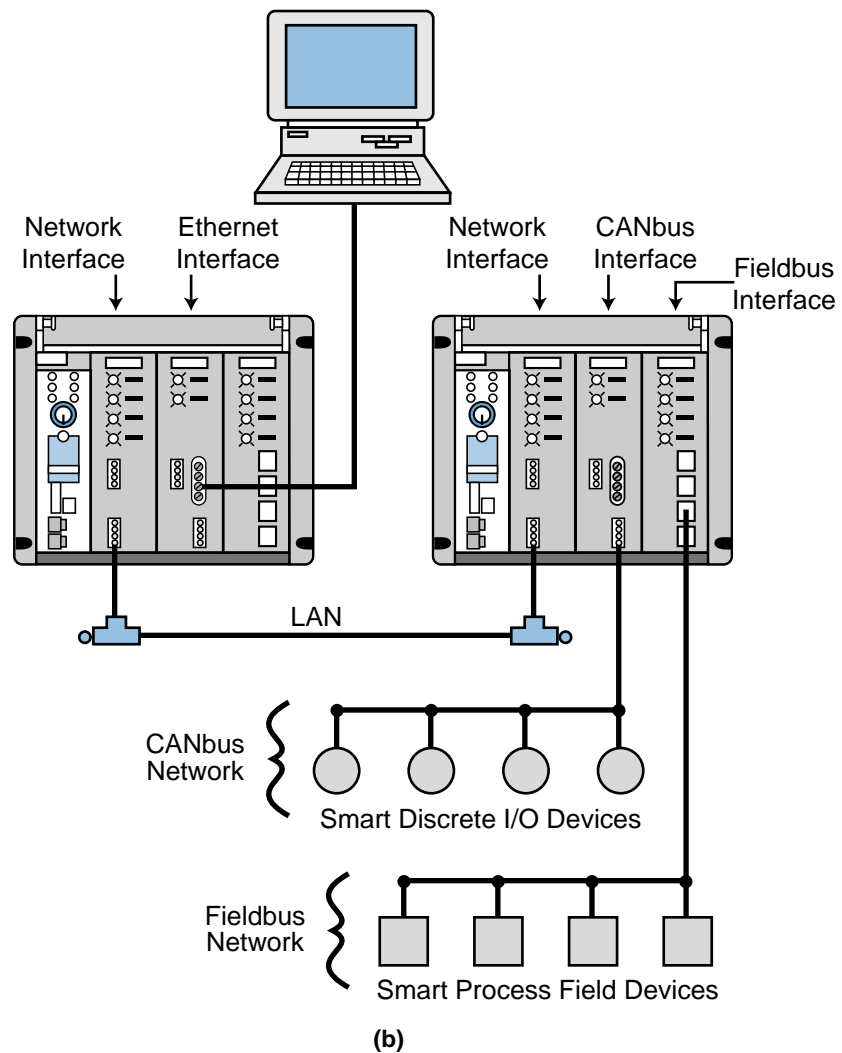 Network
Interface
Ethernet
Interface
Network
Interface
CANbus
Interface
Fieldbus
Interface
LAN
CANbus
Network
Smart Discrete I/O Devices
Fieldbus
Network
Smart Process Field Devices
(b)